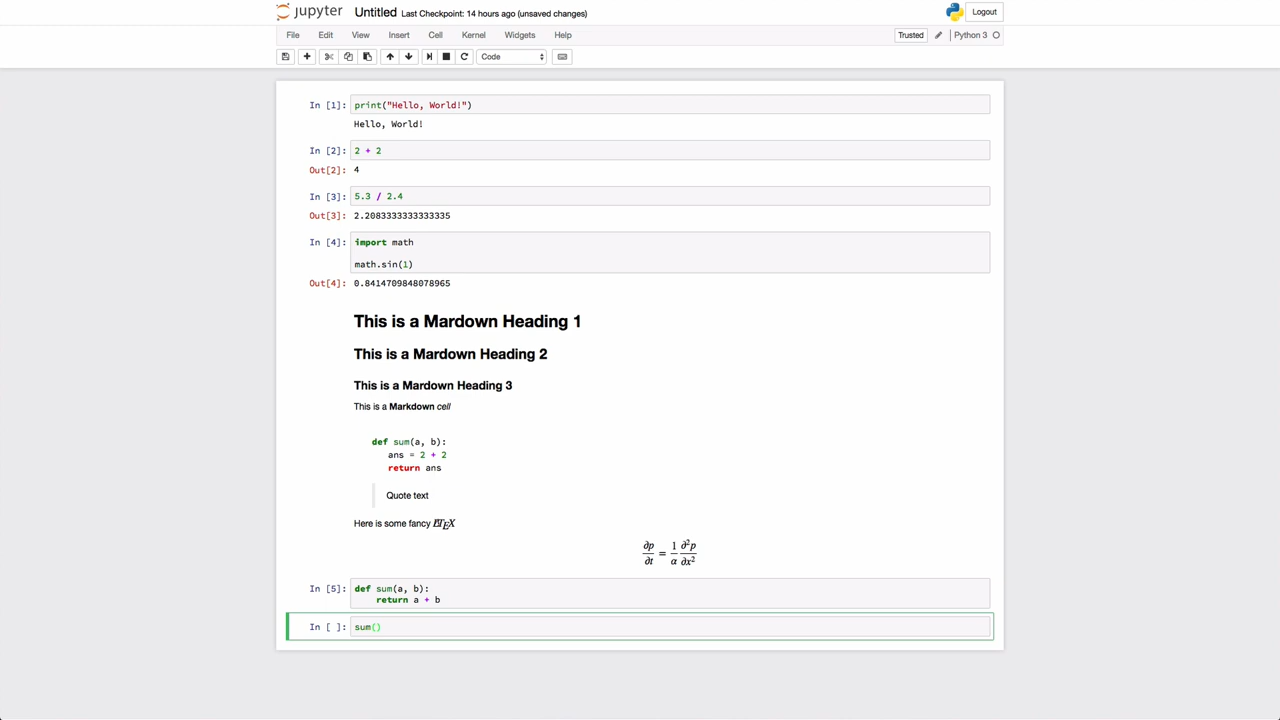 jupyter Untitled Last Checkpoint: 14 hours ago (unsaved changes) Logout
File Edit View Insert Cell Kernel Widgets Help Trusted Python 3
Code
In [1]: print("Hello, World!")
Hello, World!
In [2]: 2 + 2
Out[2]: 4
In [3]: 5.3 / 2.4
Out[3]: 2.2083333333333335
In [4]: import math
math.sin(1)
Out[4]: 0.8414709848078965
This is a Mardown Heading 1
This is a Mardown Heading 2
This is a Mardown Heading 3
This is a Markdown cell
def sum(a, b):
ans = 2 + 2
return ans
Quote text
Here is some fancy LATEX
∂p/∂t = 1/α ∂²p/∂x²
In [5]: def sum(a, b):
return a + b
In [ ]: sum()